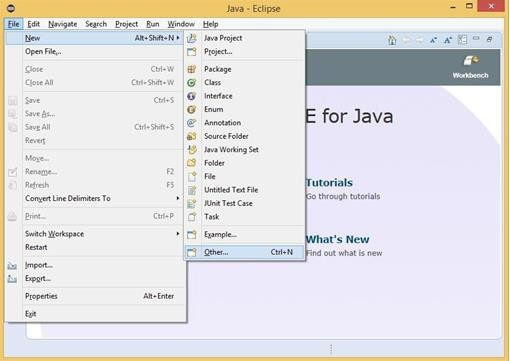 Java - Eclipse
File Edit Navigate Search Project Run Window Help
New Alt+Shift+N
Open File...
Close Ctrl+W
Close All Ctrl+Shift+W
Save Ctrl+S
Save As...
Save All Ctrl+Shift+S
Revert
Move...
Rename... F2
Refresh F5
Convert Line Delimiters To
Print... Ctrl+P
Switch Workspace
Restart
Import...
Export...
Properties Alt+Enter
Exit
Java Project
Project...
Package
Class
Interface
Enum
Annotation
Source Folder
Java Working Set
Folder
File
Untitled Text File
JUnit Test Case
Task
Example...
Other... Ctrl+N
Workbench
E for Java
Tutorials
Go through tutorials
What's New
Find out what is new